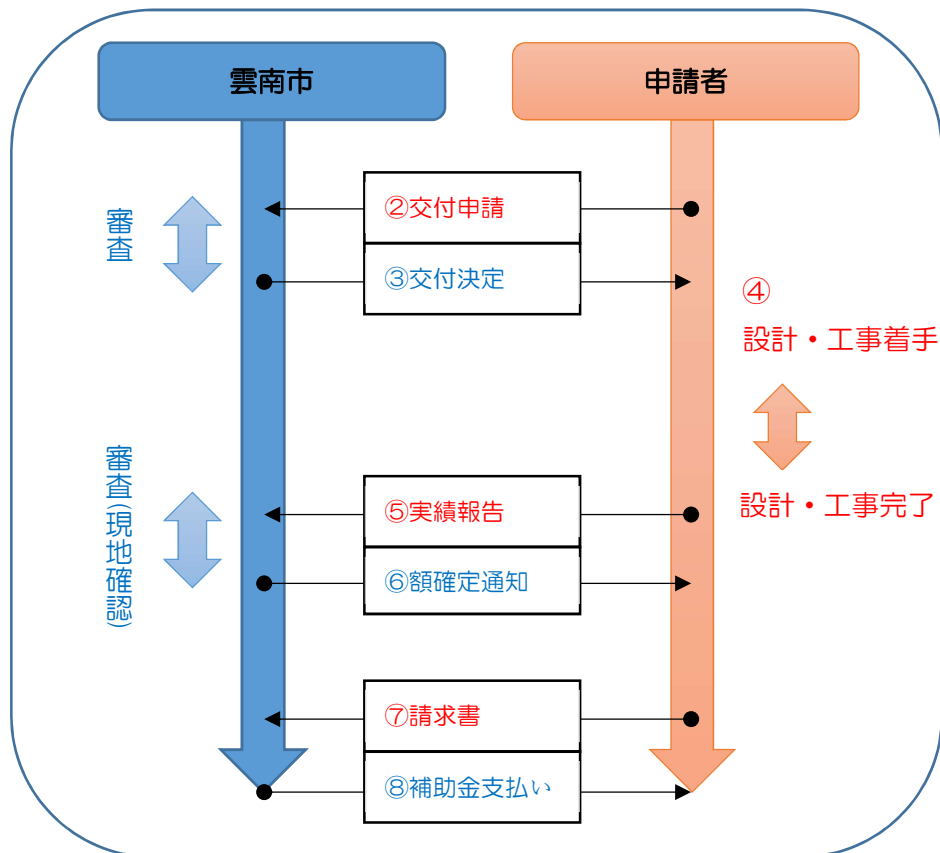 雲南市
申請者
②交付申請
審査
③交付決定
④
設計・工事着手
設計・工事完了
⑤実績報告
審査(現地確認)
⑥額確定通知
⑦請求書
⑧補助金支払い